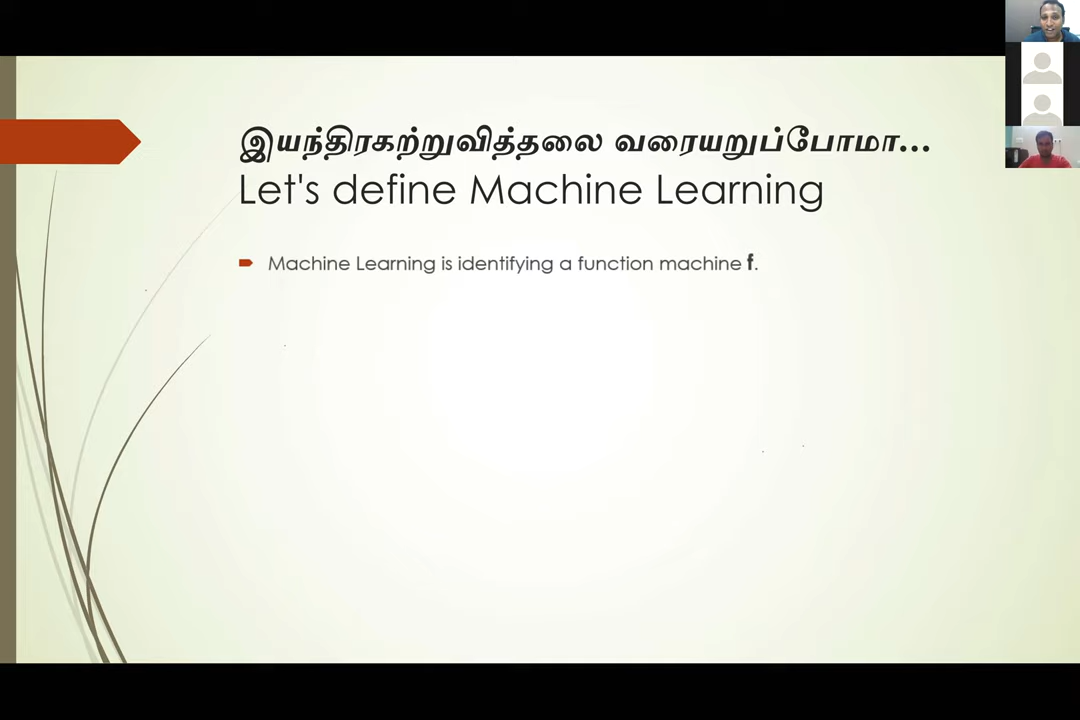 இயந்திரகற்றுவித்தலை வரையறுப்போமா...
Let's define Machine Learning
Machine Learning is identifying a function machine f.